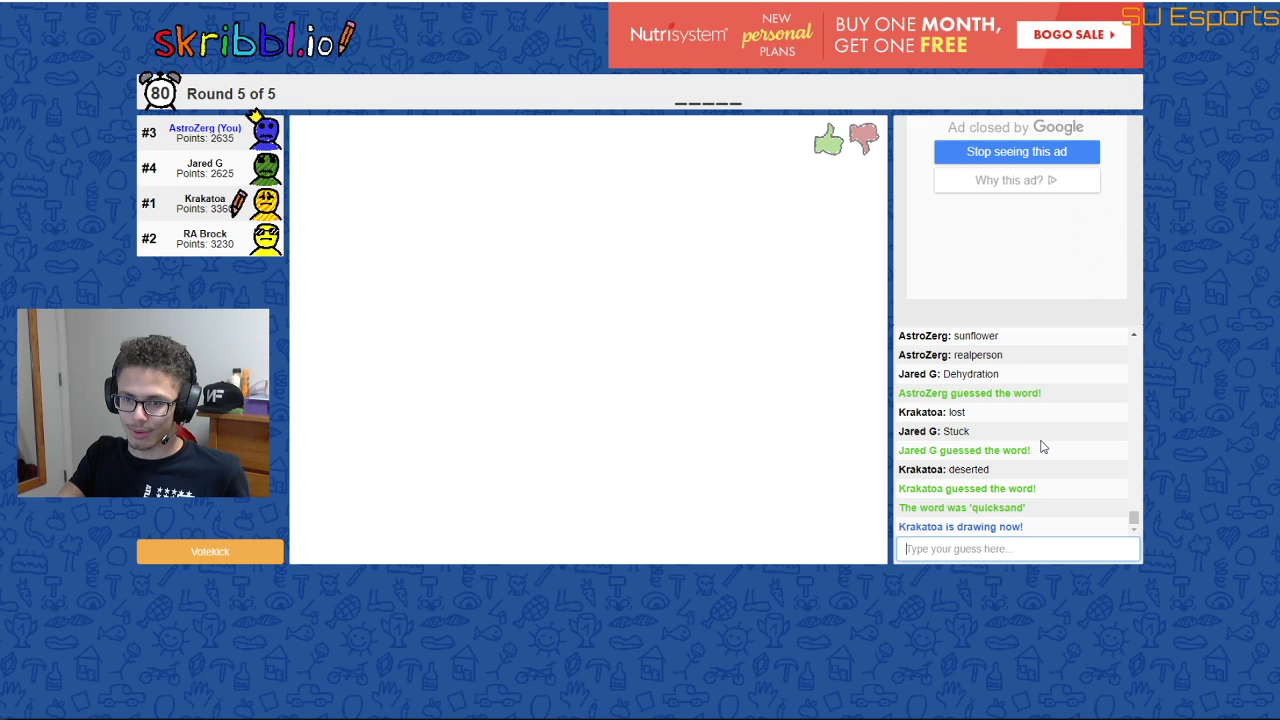 SU Esports
skribbl.io
Nutrisystem®
NEW
personal
PLANS
BUY ONE MONTH,
GET ONE FREE
BOGO SALE
80
Round 5 of 5
_ _ _ _ _
#3
AstroZerg (You)
Points: 2635
#4
Jared G
Points: 2625
#1
Krakatoa
Points: 3360
#2
RA Brock
Points: 3230
Votekick
Ad closed by Google
Stop seeing this ad
Why this ad?
AstroZerg: sunflower
AstroZerg: realperson
Jared G: Dehydration
AstroZerg guessed the word!
Krakatoa: lost
Jared G: Stuck
Jared G guessed the word!
Krakatoa: deserted
Krakatoa guessed the word!
The word was 'quicksand'
Krakatoa is drawing now!
Type your guess here...
NF